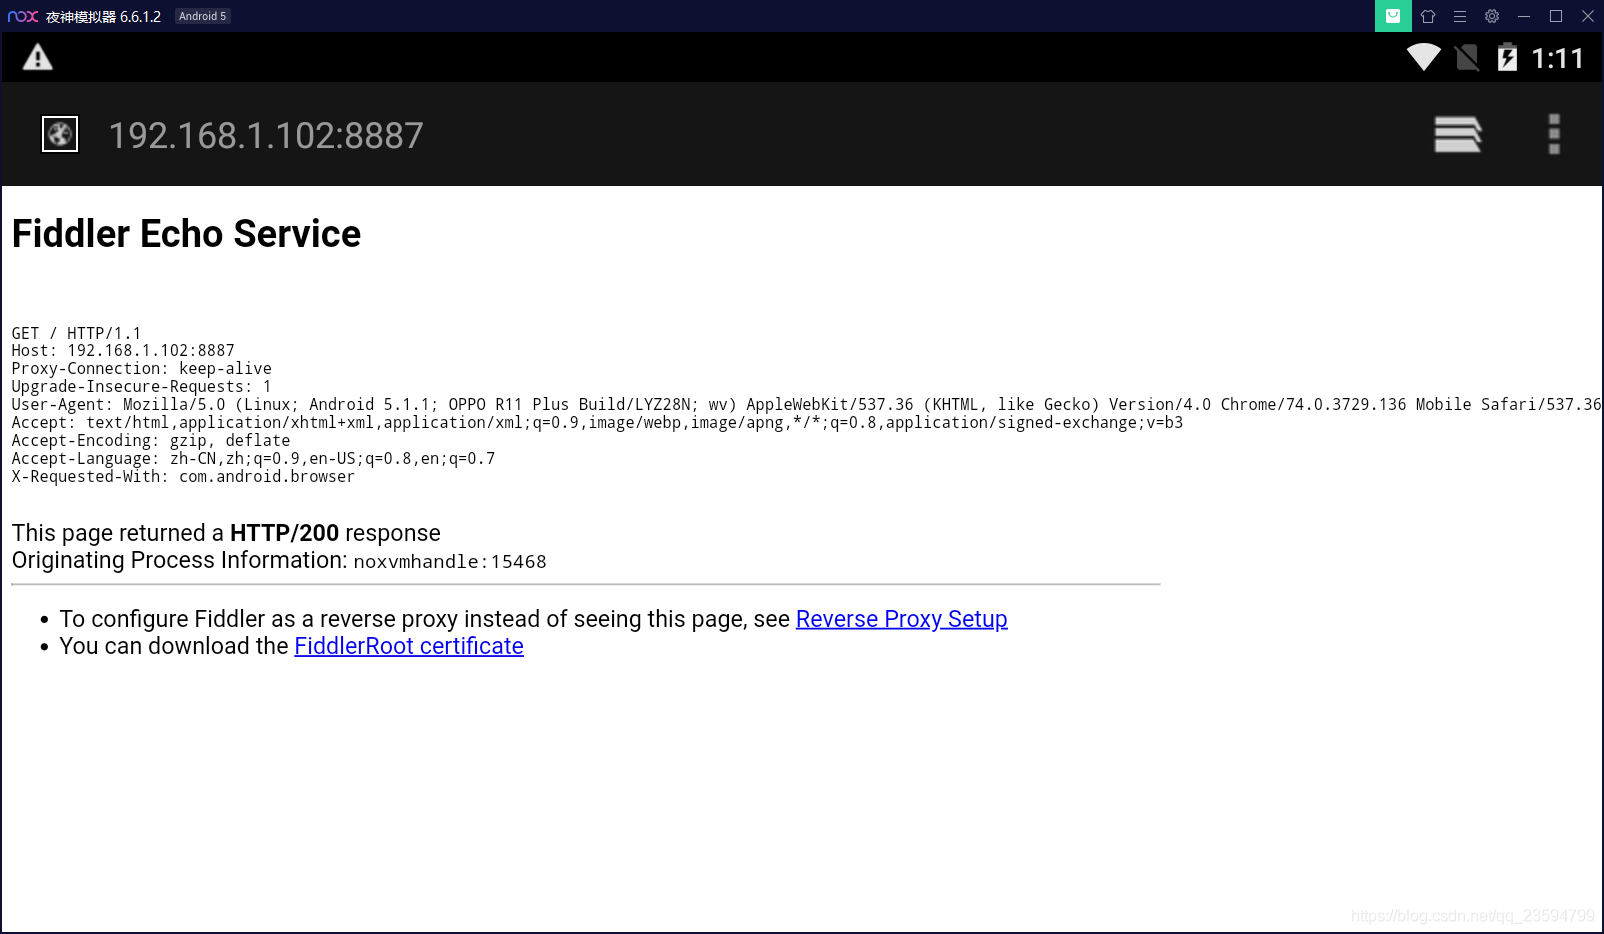 nox 夜神模拟器 6.6.1.2 Android 5
1:11
192.168.1.102:8887
Fiddler Echo Service
GET / HTTP/1.1
Host: 192.168.1.102:8887
Proxy-Connection: keep-alive
Upgrade-Insecure-Requests: 1
User-Agent: Mozilla/5.0 (Linux; Android 5.1.1; OPPO R11 Plus Build/LYZ28N; wv) AppleWebKit/537.36 (KHTML, like Gecko) Version/4.0 Chrome/74.0.3729.136 Mobile Safari/537.36
Accept: text/html,application/xhtml+xml,application/xml;q=0.9,image/webp,image/apng,*/*;q=0.8,application/signed-exchange;v=b3
Accept-Encoding: gzip, deflate
Accept-Language: zh-CN,zh;q=0.9,en-US;q=0.8,en;q=0.7
X-Requested-With: com.android.browser
This page returned a HTTP/200 response
Originating Process Information: noxvmhandle:15468
• To configure Fiddler as a reverse proxy instead of seeing this page, see Reverse Proxy Setup
• You can download the FiddlerRoot certificate
https://blog.csdn.net/qq_23594799